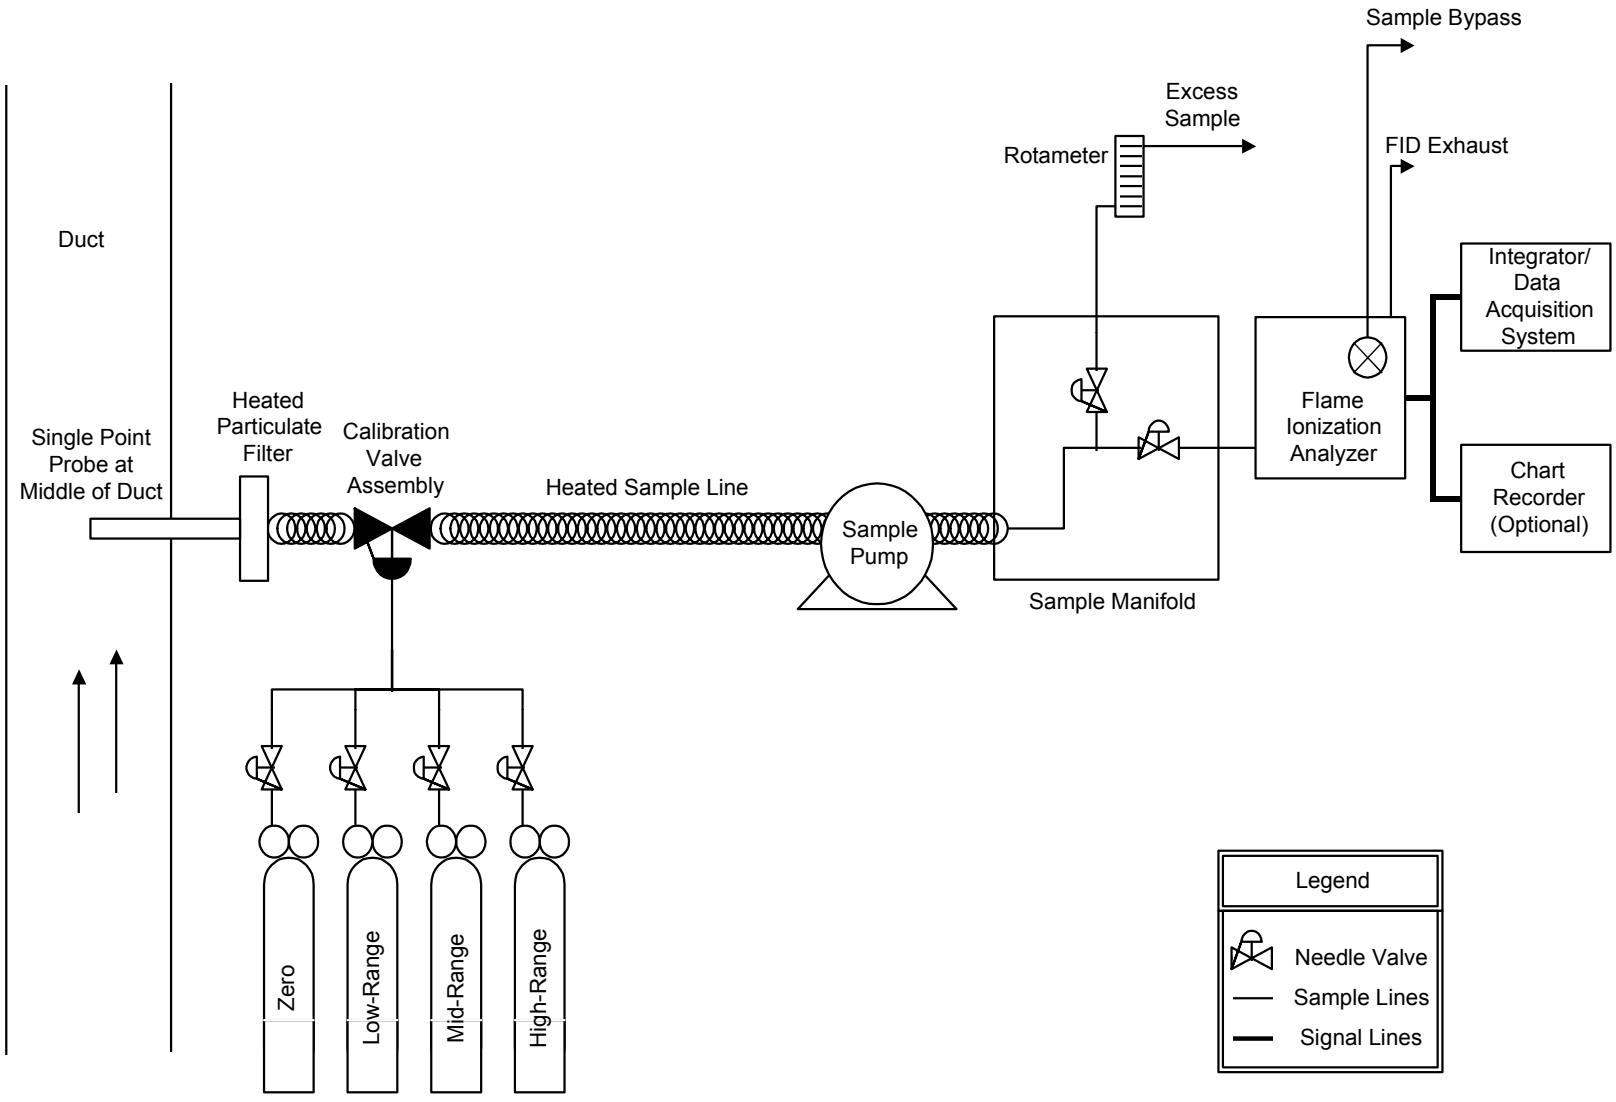 Sample Bypass
Excess
Sample
Rotameter
FID Exhaust
Duct
Integrator/
Data
Acquisition
System
Heated
Particulate
Filter
Calibration
Valve
Assembly
Single Point
Probe at
Middle of Duct
Heated Sample Line
Sample
Pump
Flame
Ionization
Analyzer
Chart
Recorder
(Optional)
Sample Manifold
Zero
Low-Range
Mid-Range
High-Range
Legend
Needle Valve
Sample Lines
Signal Lines